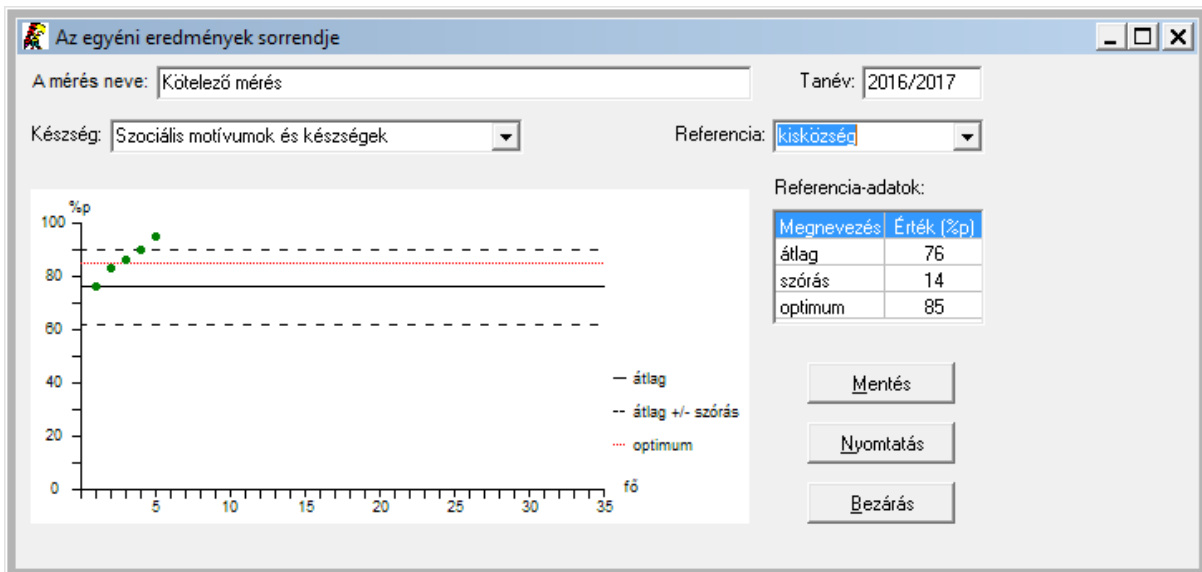 Az egyéni eredmények sorrendje
A mérés neve: Kötelező mérés Tanév: 2016/2017
Készség: Szociális motívumok és készségek Referencia: kisközség
Referencia-adatok:
Megnevezés Érték (%p)
átlag 76
szórás 14
optimum 85
%p
100
80
60
40
20
0
5 10 15 20 25 30 35
fő
átlag
átlag +/- szórás
optimum
Mentés
Nyomtatás
Bezárás